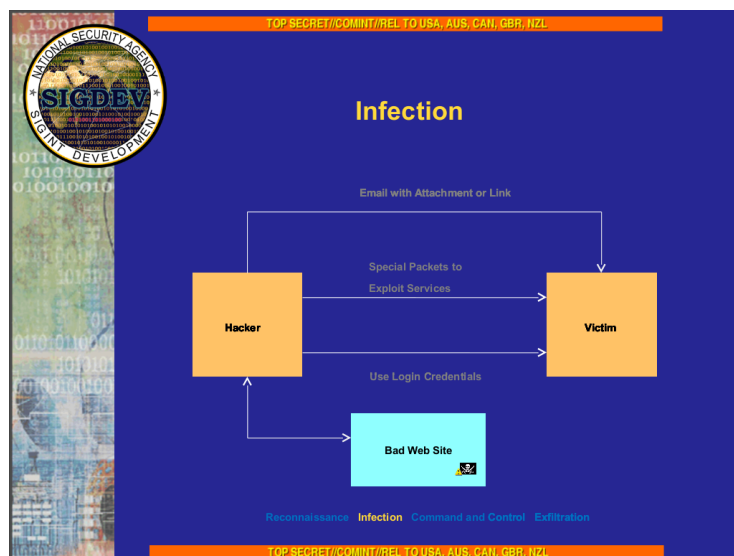 TOP SECRET//COMINT//REL TO USA, AUS, CAN, GBR, NZL
NATIONAL SECURITY AGENCY
SIGDEV
SIGINT DEVELOPMENT
Infection
Email with Attachment or Link
Special Packets to
Exploit Services
Hacker
Victim
Use Login Credentials
Bad Web Site
Reconnaissance Infection Command and Control Exfiltration
TOP SECRET//COMINT//REL TO USA, AUS, CAN, GBR, NZL